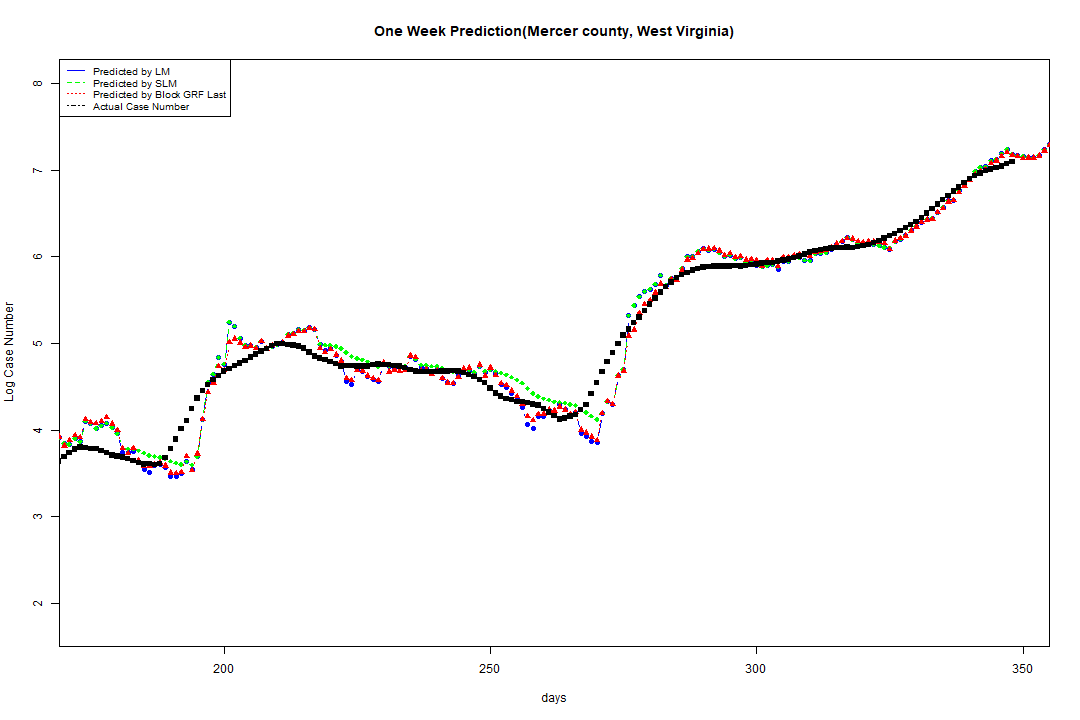 One Week Prediction(Mercer county, West Virginia)
Predicted by LM
Predicted by SLM
Predicted by Block GRF Last
Actual Case Number
8
7
6
5
4
3
2
Log Case Number
200
250
300
350
days